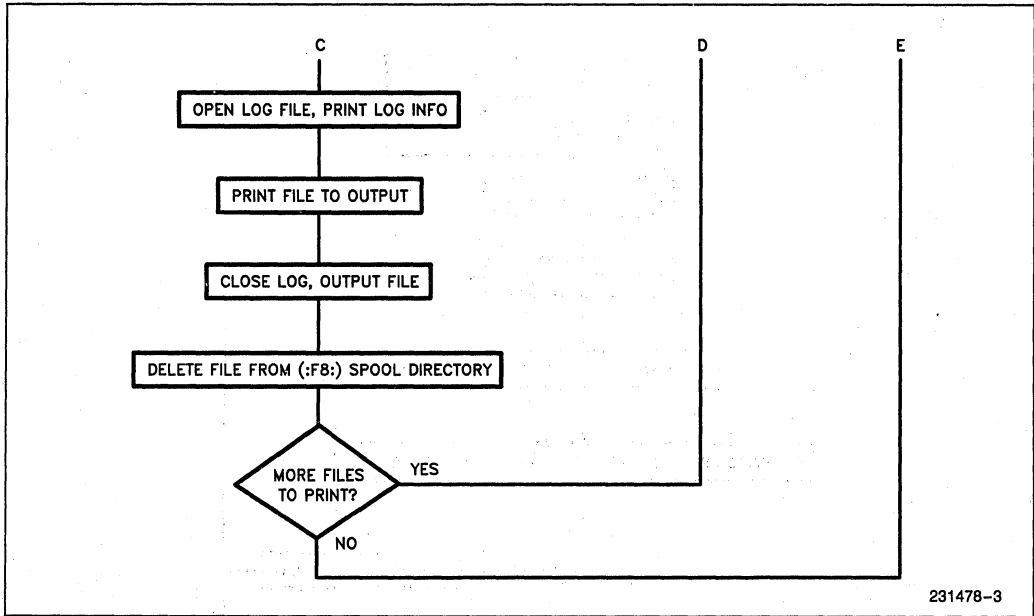 C D E
OPEN LOG FILE, PRINT LOG INFO
PRINT FILE TO OUTPUT
CLOSE LOG, OUTPUT FILE
DELETE FILE FROM (:F8:) SPOOL DIRECTORY
MORE FILES
TO PRINT?
YES
NO
231478-3